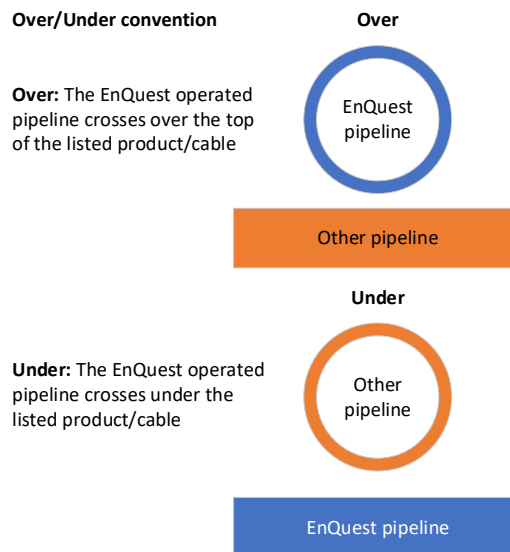 Over/Under convention
Over
Over: The EnQuest operated
pipeline crosses over the top
of the listed product/cable
EnQuest
pipeline
Other pipeline
Under
Under: The EnQuest operated
pipeline crosses under the
listed product/cable
Other
pipeline
EnQuest pipeline